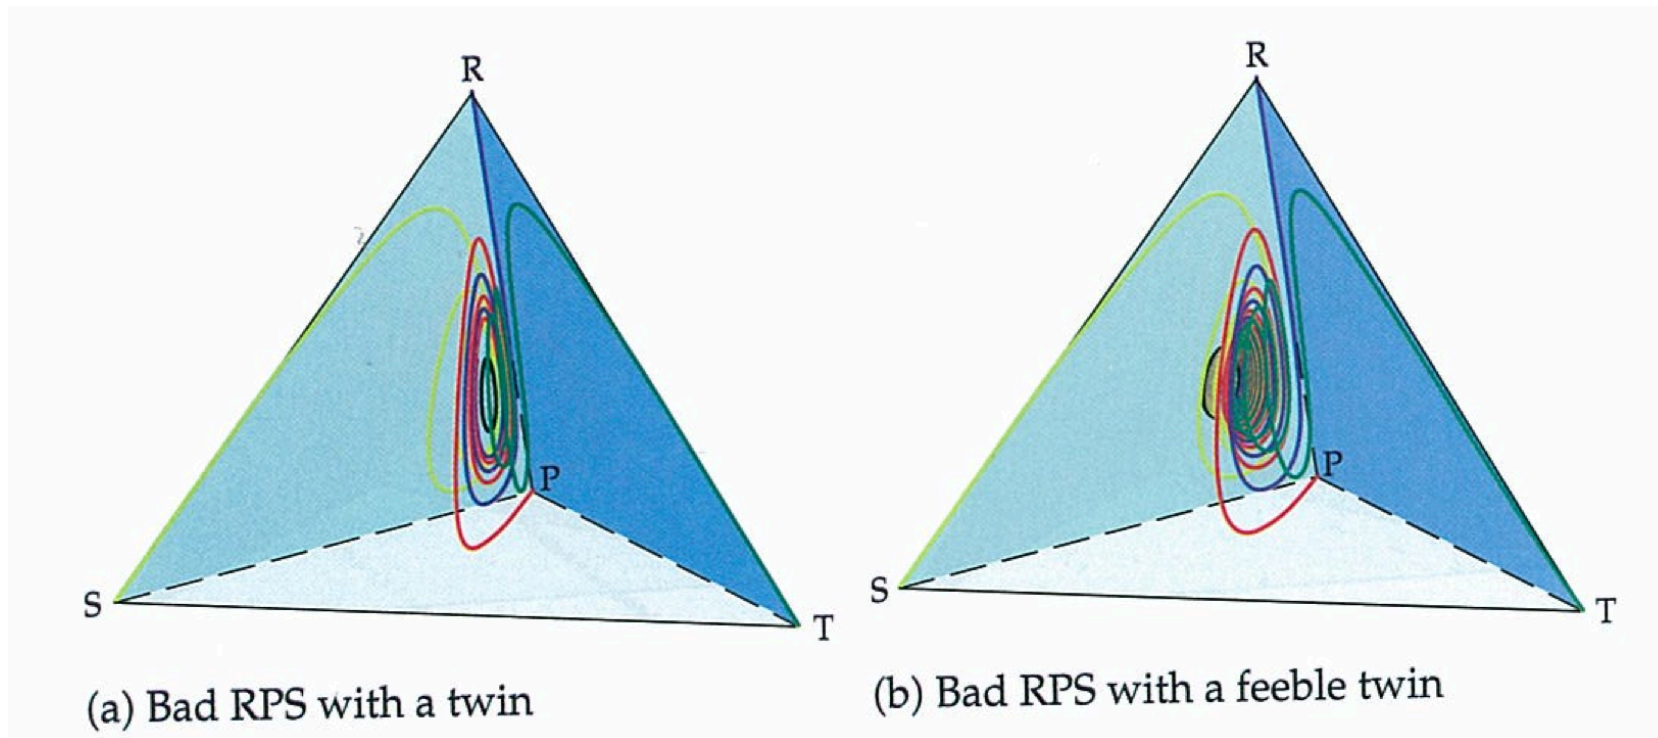 R
P
S
T
(a) Bad RPS with a twin
R
P
S
T
(b) Bad RPS with a feeble twin